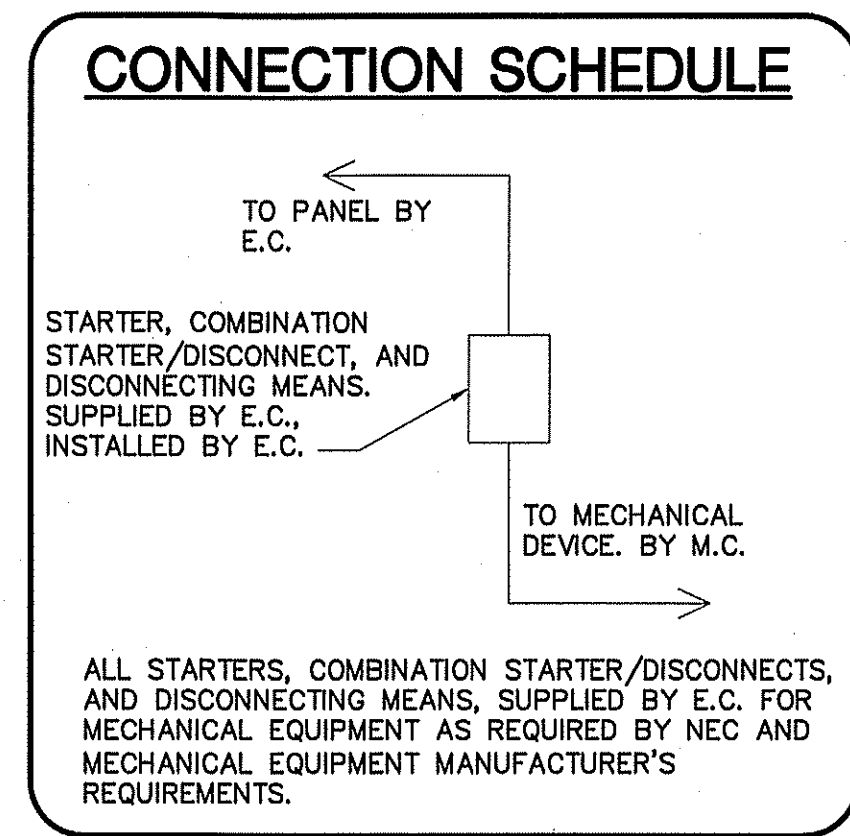 CONNECTION SCHEDULE
TO PANEL BY
E.C.
STARTER, COMBINATION
STARTER/DISCONNECT, AND
DISCONNECTING MEANS.
SUPPLIED BY E.C.,
INSTALLED BY E.C.
TO MECHANICAL
DEVICE. BY M.C.
ALL STARTERS, COMBINATION STARTER/DISCONNECTS,
AND DISCONNECTING MEANS, SUPPLIED BY E.C. FOR
MECHANICAL EQUIPMENT AS REQUIRED BY NEC AND
MECHANICAL EQUIPMENT MANUFACTURER'S
REQUIREMENTS.